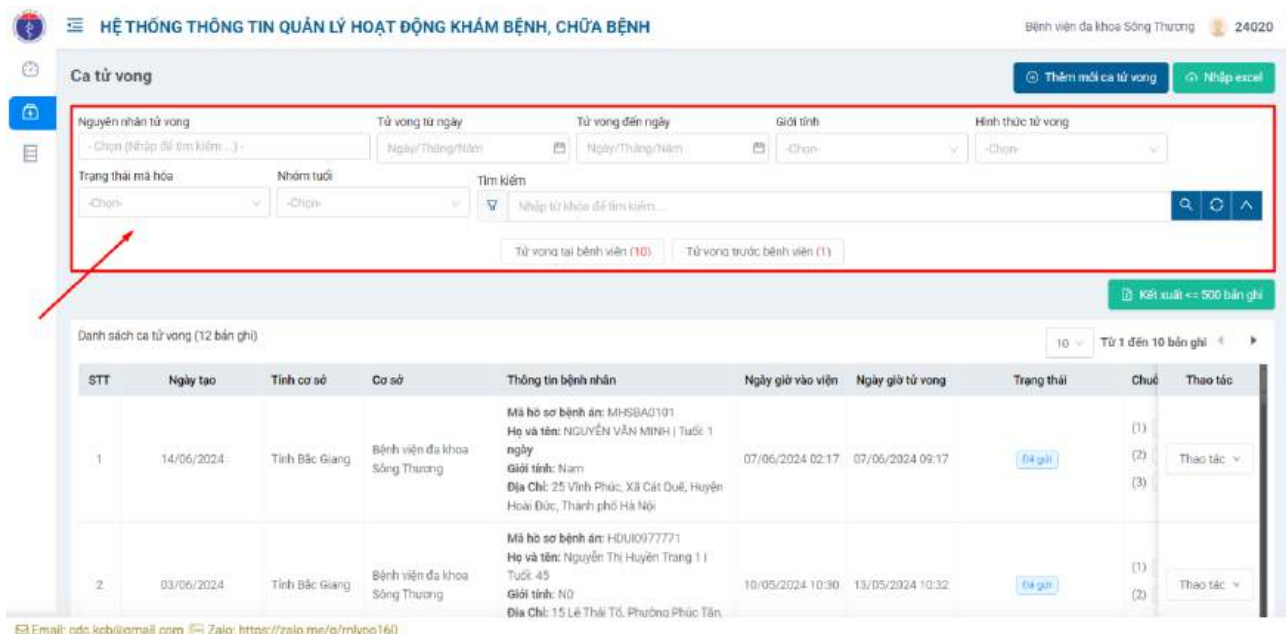 HỆ THỐNG THÔNG TIN QUẢN LÝ HOẠT ĐỘNG KHÁM BỆNH, CHỮA BỆNH
Bệnh viện đa khoa Sông Thương 24020
Ca tử vong
Thêm mới ca tử vong
Nhập excel
Nguyên nhân tử vong Tử vong từ ngày Tử vong đến ngày Giới tính Hình thức tử vong
- Chọn (Nhập để tìm kiếm ...) - Ngày/Tháng/Năm Ngày/Tháng/Năm -Chọn- -Chọn-
Trạng thái mã hóa Nhóm tuổi Tìm kiếm
-Chọn- -Chọn- Nhập từ khóa để tìm kiếm...
Tử vong tại bệnh viện (10) Tử vong trước bệnh viện (1)
Kết xuất <= 500 bản ghi
Danh sách ca tử vong (12 bản ghi) 10 Từ 1 đến 10 bản ghi
STT Ngày tạo Tỉnh cơ sở Cơ sở Thông tin bệnh nhân Ngày giờ vào viện Ngày giờ tử vong Trạng thái Chuỗ Thao tác
Mã hồ sơ bệnh án: MHSBA0101
Họ và tên: NGUYỄN VĂN MINH | Tuổi: 1
ngày
Giới tính: Nam
Địa Chỉ: 25 Vĩnh Phúc, Xã Cát Quế, Huyện
Hoài Đức, Thành phố Hà Nội
1 14/06/2024 Tỉnh Bắc Giang Bệnh viện đa khoa
Sông Thương 07/06/2024 02:17 07/06/2024 09:17 Đã gửi (1)
(2)
(3) Thao tác
Mã hồ sơ bệnh án: HDUI0977771
Họ và tên: Nguyễn Thị Huyền Trang 1 |
Tuổi: 45
Giới tính: Nữ
Địa Chỉ: 15 Lê Thái Tổ, Phường Phúc Tân,
2 03/06/2024 Tỉnh Bắc Giang Bệnh viện đa khoa
Sông Thương 10/05/2024 10:30 13/05/2024 10:32 Đã gửi (1)
(2) Thao tác
Email: cdc.kcb@gmail.com Zalo: https://zalo.me/g/rnlvpo160